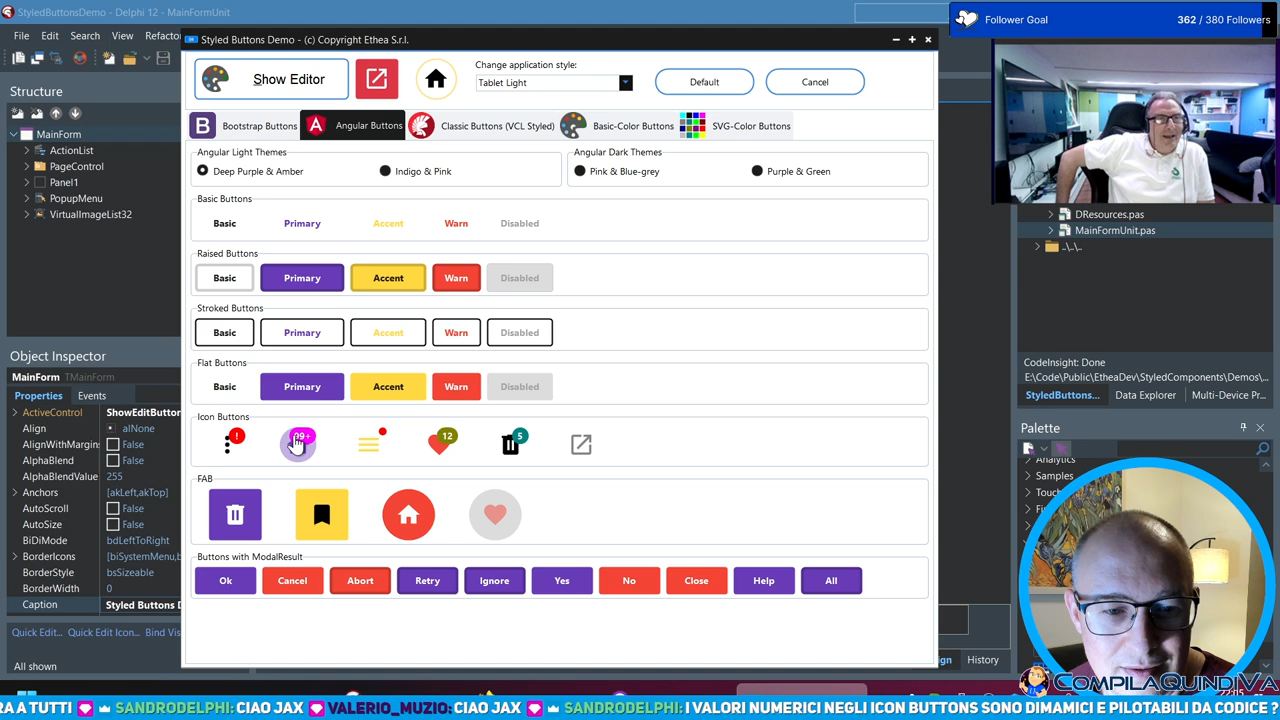 StyledButtonsDemo - Delphi 12 - MainFormUnit
File Edit Search View Refacto
Follower Goal 362 / 380 Followers
Styled Buttons Demo - (c) Copyright Ethea S.r.l.
Show Editor
Change application style:
Tablet Light
Default
Cancel
Bootstrap Buttons
Angular Buttons
Classic Buttons (VCL Styled)
Basic-Color Buttons
SVG-Color Buttons
Angular Light Themes
Deep Purple & Amber
Indigo & Pink
Angular Dark Themes
Pink & Blue-grey
Purple & Green
Basic Buttons
Basic Primary Accent Warn Disabled
Raised Buttons
Basic Primary Accent Warn Disabled
Stroked Buttons
Basic Primary Accent Warn Disabled
Flat Buttons
Basic Primary Accent Warn Disabled
Icon Buttons
! 99+ 12 5
FAB
Buttons with ModalResult
Ok Cancel Abort Retry Ignore Yes No Close Help All
Structure
MainForm
ActionList
PageControl
Panel1
PopupMenu
VirtualImageList32
Object Inspector
MainForm TMainForm
Properties Events
ActiveControl ShowEditButton
Align alNone
AlignWithMargins False
AlphaBlend False
AlphaBlendValue 255
Anchors [akLeft,akTop]
AutoScroll False
AutoSize False
BiDiMode bdLeftToRight
BorderIcons [biSystemMenu,b
BorderStyle bsSizeable
BorderWidth 0
Caption Styled Buttons D
Quick Edit... Quick Edit Icon... Bind Vis
All shown
DResources.pas
MainFormUnit.pas
..\..\
CodeInsight: Done
E:\Code\Public\EtheaDev\StyledComponents\Demos\...
StyledButtons... Data Explorer Multi-Device Pr...
Palette
Analytics
Samples
History
COMPILAQUINDIVA
RA A TUTTI SANDRODELPHI: CIAO JAX VALERIO_MUZIO: CIAO JAX SANDRODELPHI: I VALORI NUMERICI NEGLI ICON BUTTONS SONO DINAMICI E PILOTABILI DA CODICE ?